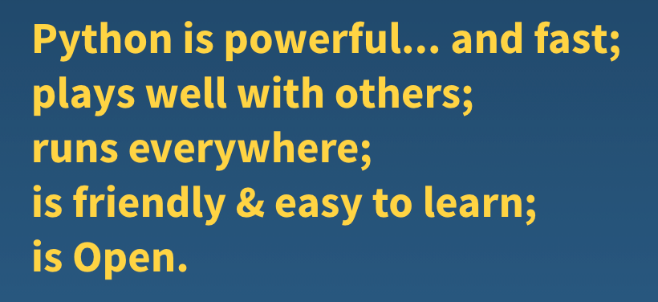 Python is powerful... and fast;
plays well with others;
runs everywhere;
is friendly & easy to learn;
is Open.